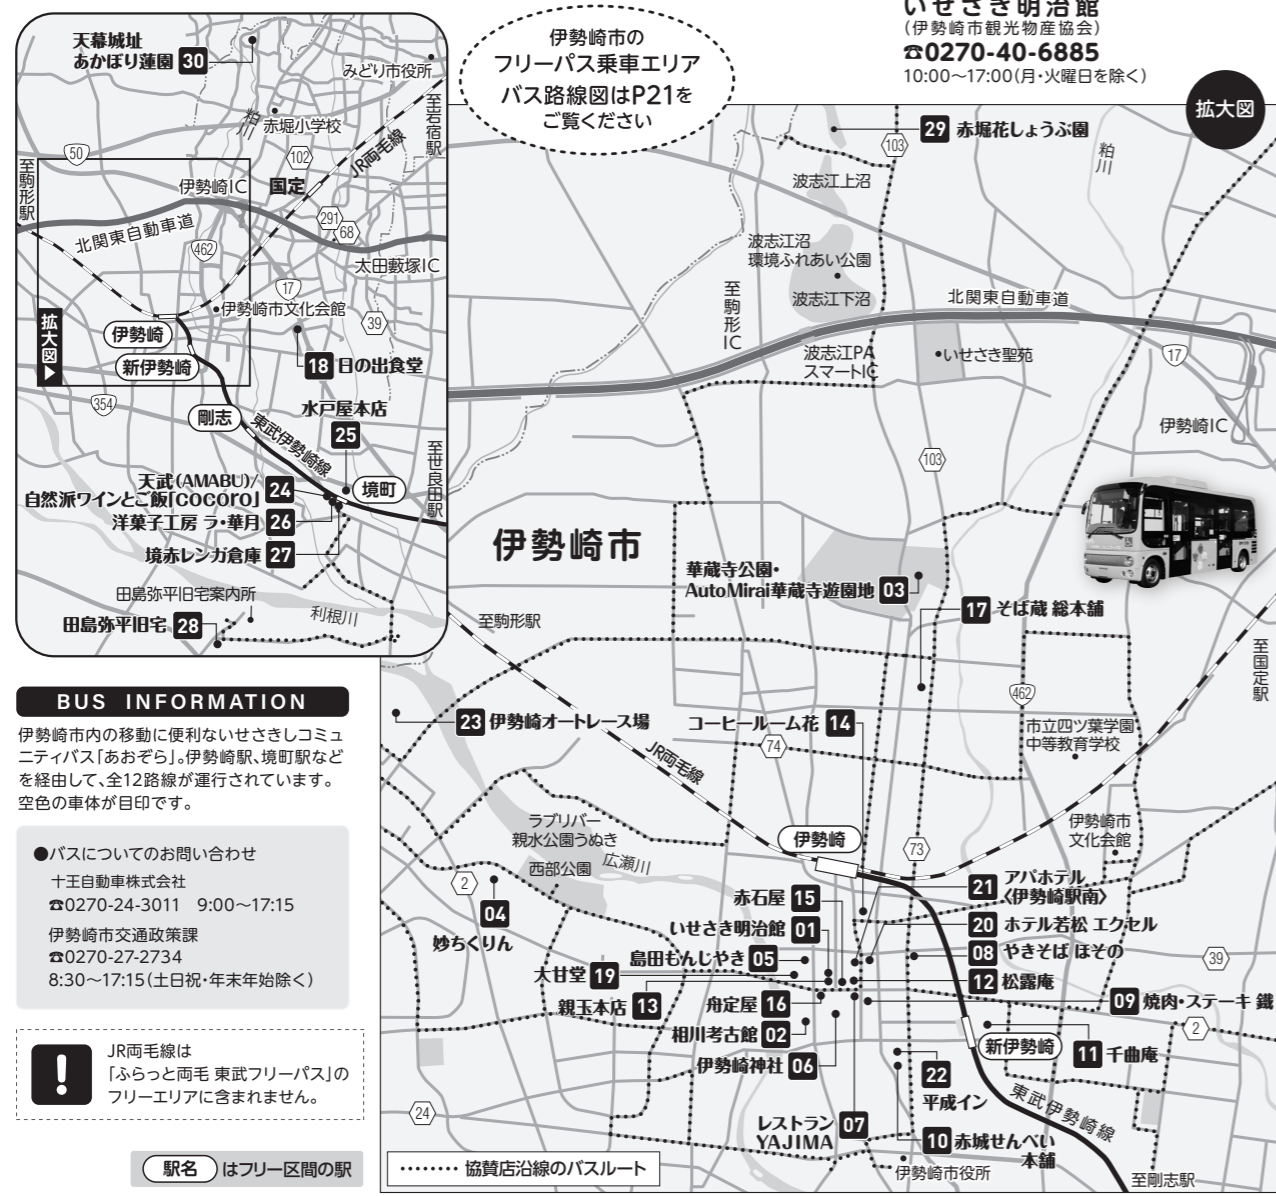 いせさき明治館
(伊勢崎市観光物産協会)
☎0270-40-6885
10:00〜17:00(月・火曜日を除く)
伊勢崎市の
フリーパス乗車エリア
バス路線図はP21を
ご覧ください
拡大図
天幕城址
あかぼり蓮園 30
みどり市役所
粕川
赤堀小学校
至岩宿駅
JR両毛線
50
102
至駒形駅
伊勢崎IC
国定
291
68
北関東自動車道
462
太田藪塚IC
17
伊勢崎市文化会館
39
拡大図▶
伊勢崎
新伊勢崎
18 日の出食堂
354
剛志
水戸屋本店
25
東武伊勢崎線
至世良田駅
天武(AMABU)/
自然派ワインとご飯「cocoro」 24
境町
洋菓子工房 ラ・華月 26
境赤レンガ倉庫 27
田島弥平旧宅案内所
利根川
田島弥平旧宅 28
29 赤堀花しょうぶ園
103
粕川
波志江上沼
波志江沼
環境ふれあい公園
波志江下沼
至駒形IC
北関東自動車道
波志江PA
スマートIC
いせさき聖苑
17
伊勢崎IC
103
伊勢崎市
華蔵寺公園・
AutoMirai華蔵寺遊園地 03
17 そば蔵 総本舗
至駒形駅
至国定駅
462
23 伊勢崎オートレース場
コーヒールーム花 14
74
市立四ツ葉学園
中等教育学校
JR両毛線
ラブリバー
親水公園うぬき
広瀬川
西部公園
伊勢崎
73
伊勢崎市
文化会館
2
04
妙ちくりん
赤石屋 15
いせさき明治館 01
島田もんじやき 05
大甘堂 19
親玉本店 13
舟定屋 16
相川考古館 02
伊勢崎神社 06
21 アパホテル
〈伊勢崎駅南〉
20 ホテル若松 エクセル
08 やきそば ほその
39
12 松露庵
09 焼肉・ステーキ 鐵
2
新伊勢崎
11 千曲庵
22
平成イン
東武伊勢崎線
24
レストラン
YAJIMA 07
10 赤城せんべい
本舗
伊勢崎市役所
至剛志駅
協賛店沿線のバスルート
BUS INFORMATION
伊勢崎市内の移動に便利ないせさきしコミュ
ニティバス「あおぞら」。伊勢崎駅、境町駅など
を経由して、全12路線が運行されています。
空色の車体が目印です。
●バスについてのお問い合わせ
十王自動車株式会社
☎0270-24-3011 9:00〜17:15
伊勢崎市交通政策課
☎0270-27-2734
8:30〜17:15(土日祝・年末年始除く)
!
JR両毛線は
「ふらっと両毛 東武フリーパス」の
フリーエリアに含まれません。
駅名 はフリー区間の駅